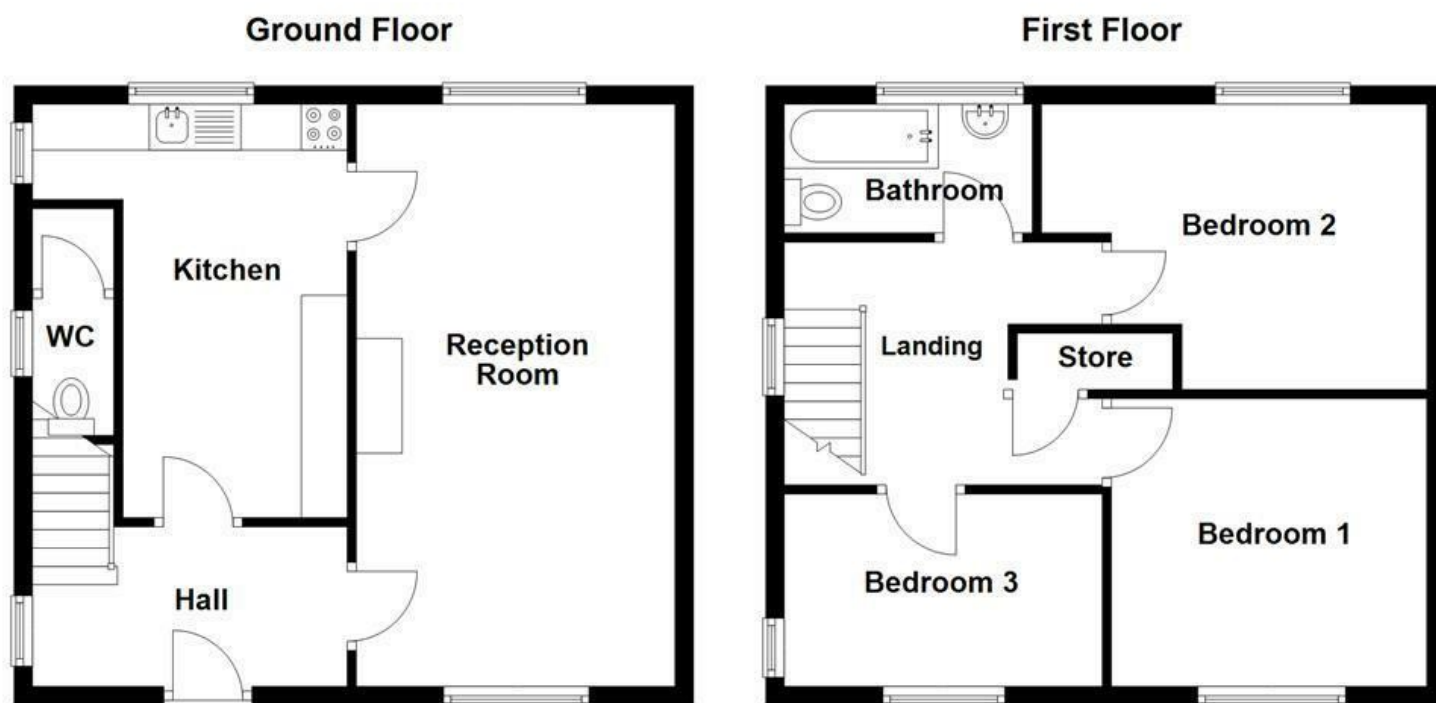 Ground Floor
Kitchen
WC
Reception
Room
Hall
First Floor
Bathroom
Bedroom 2
Landing
Store
Bedroom 1
Bedroom 3